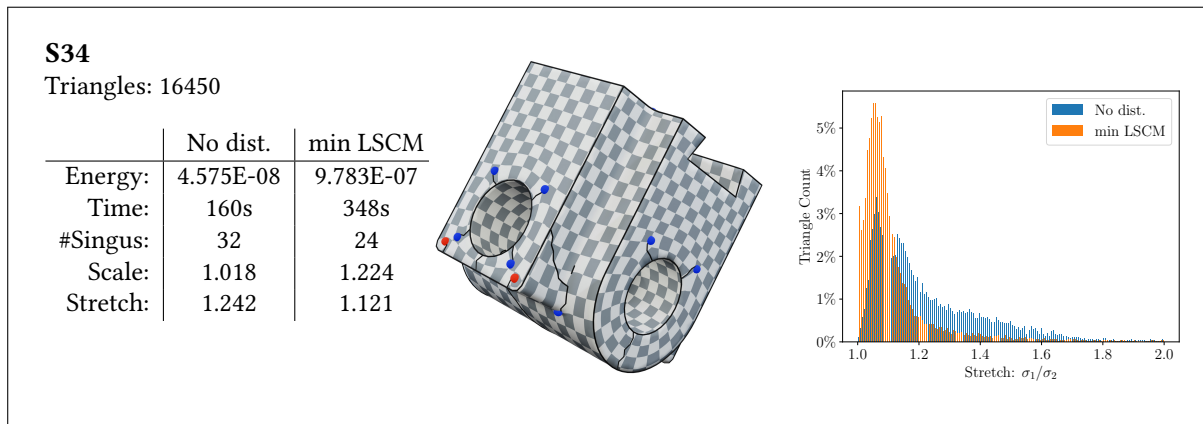 S34
Triangles: 16450
No dist. min LSCM
Energy: 4.575E-08 9.783E-07
Time: 160s 348s
#Singus: 32 24
Scale: 1.018 1.224
Stretch: 1.242 1.121
No dist.
min LSCM
Triangle Count
5%
4%
3%
2%
1%
0%
1.0 1.2 1.4 1.6 1.8 2.0
Stretch: σ₁/σ₂